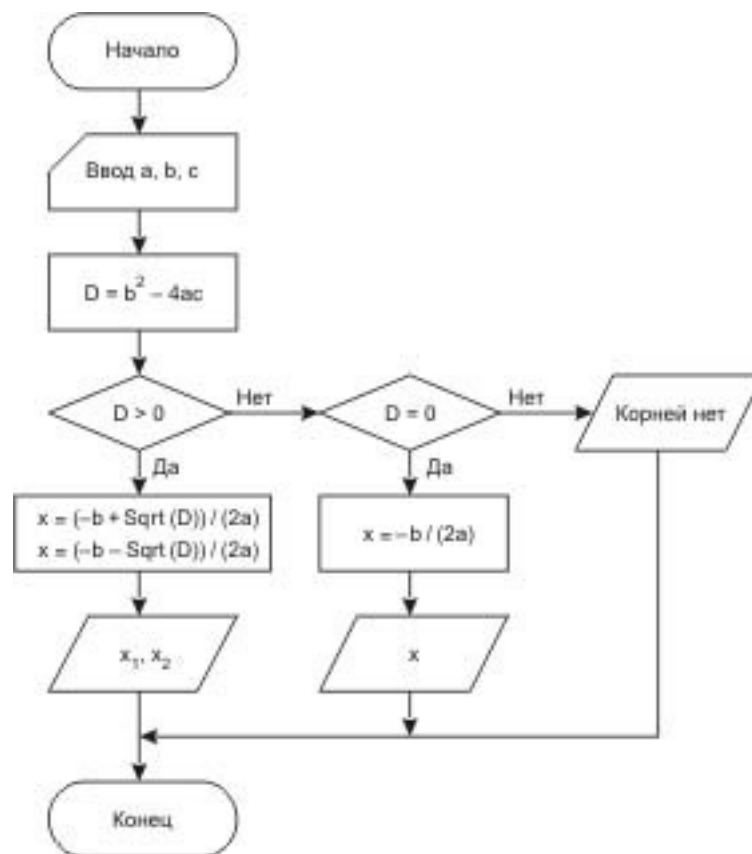 Начало
Ввод a, b, c
D = b² – 4ac
D > 0
Нет
D = 0
Нет
Корней нет
Да
Да
x = (–b + Sqrt (D)) / (2a)
x = (–b – Sqrt (D)) / (2a)
x = –b / (2a)
x₁, x₂
x
Конец